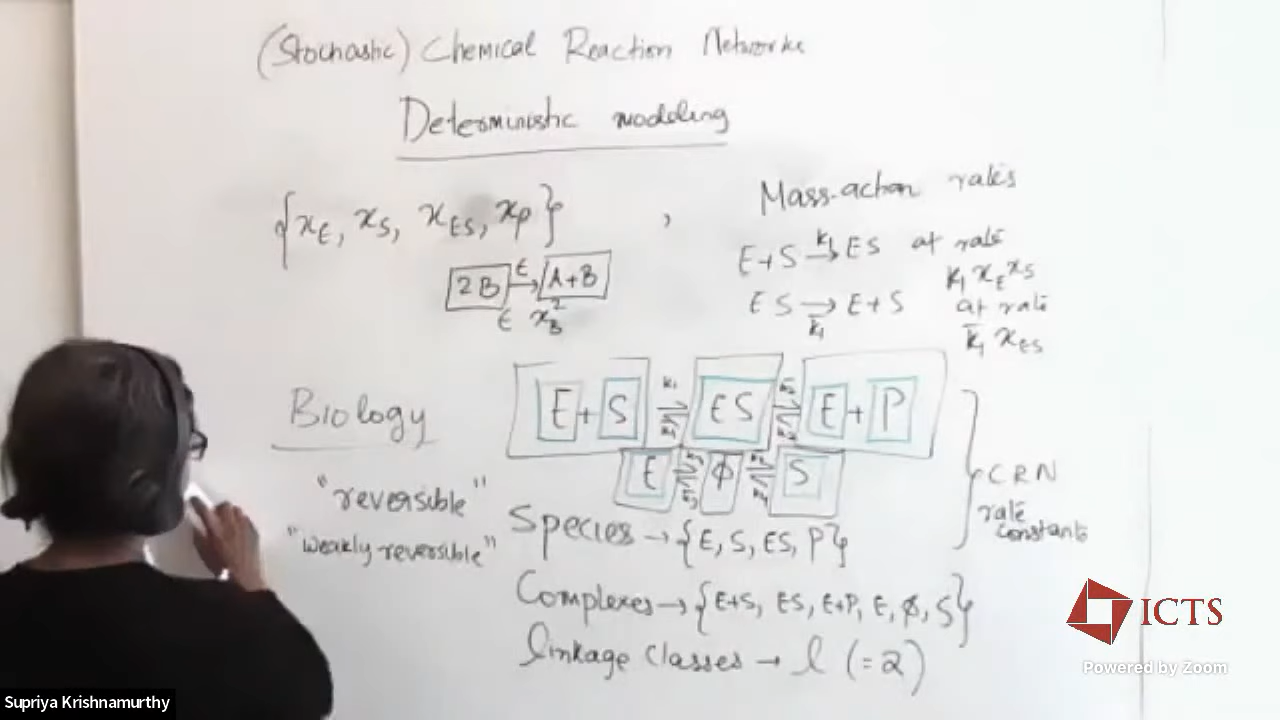 (Stochastic) Chemical Reaction Networks
Deterministic modeling
{x_E, x_S, x_ES, x_P} ,
Mass-action rates
E+S →k₁ ES at rate
k₁ x_E x_S
2B →ϵ A+B
ϵ x_B²
ES → E+S at rate
k̄₁
k̄₁ x_ES
Biology
E+S ⇌ ES ⇌ E+P
E ⇌ ϕ ⇌ S
CRN
rate
constants
"reversible"
"weakly reversible"
Species → {E, S, ES, P}
Complexes → {E+S, ES, E+P, E, ϕ, S}
linkage classes → l (=2)
ICTS
Powered by Zoom
Supriya Krishnamurthy